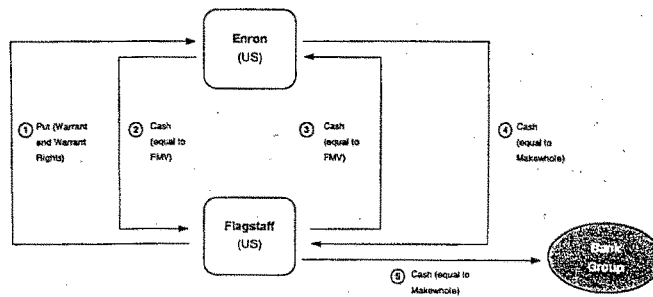 Enron
(US)
① Put (Warrant
and Warrant
Rights)
② Cash
(equal to
FMV)
③ Cash
(equal to
FMV)
④ Cash
(equal to
Makewhole)
Flagstaff
(US)
Bank
Group
⑤ Cash (equal to
Makewhole)